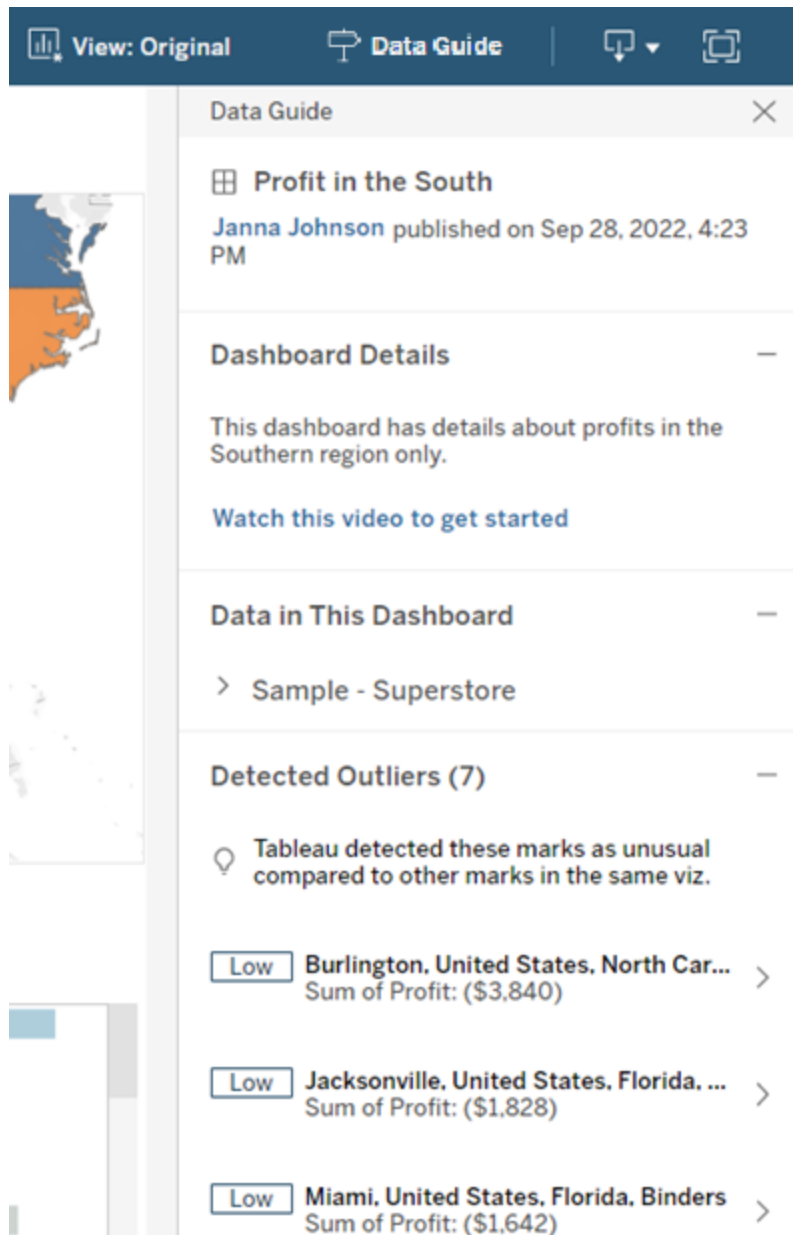 View: Original
Data Guide
Data Guide
Profit in the South
Janna Johnson published on Sep 28, 2022, 4:23
PM
Dashboard Details
This dashboard has details about profits in the
Southern region only.
Watch this video to get started
Data in This Dashboard
Sample - Superstore
Detected Outliers (7)
Tableau detected these marks as unusual
compared to other marks in the same viz.
Low Burlington, United States, North Car...
Sum of Profit: ($3,840)
Low Jacksonville, United States, Florida, ...
Sum of Profit: ($1,828)
Low Miami, United States, Florida, Binders
Sum of Profit: ($1,642)